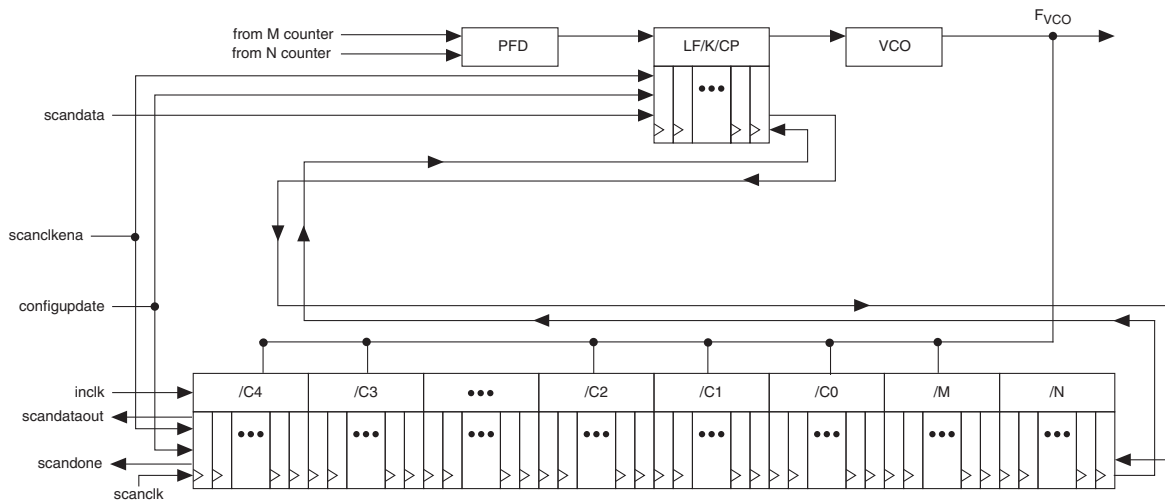 F_VCO
from M counter
from N counter
PFD
LF/K/CP
VCO
scandata
scanclkena
configupdate
inclk
/C4
/C3
/C2
/C1
/C0
/M
/N
scandataout
scandone
scanclk